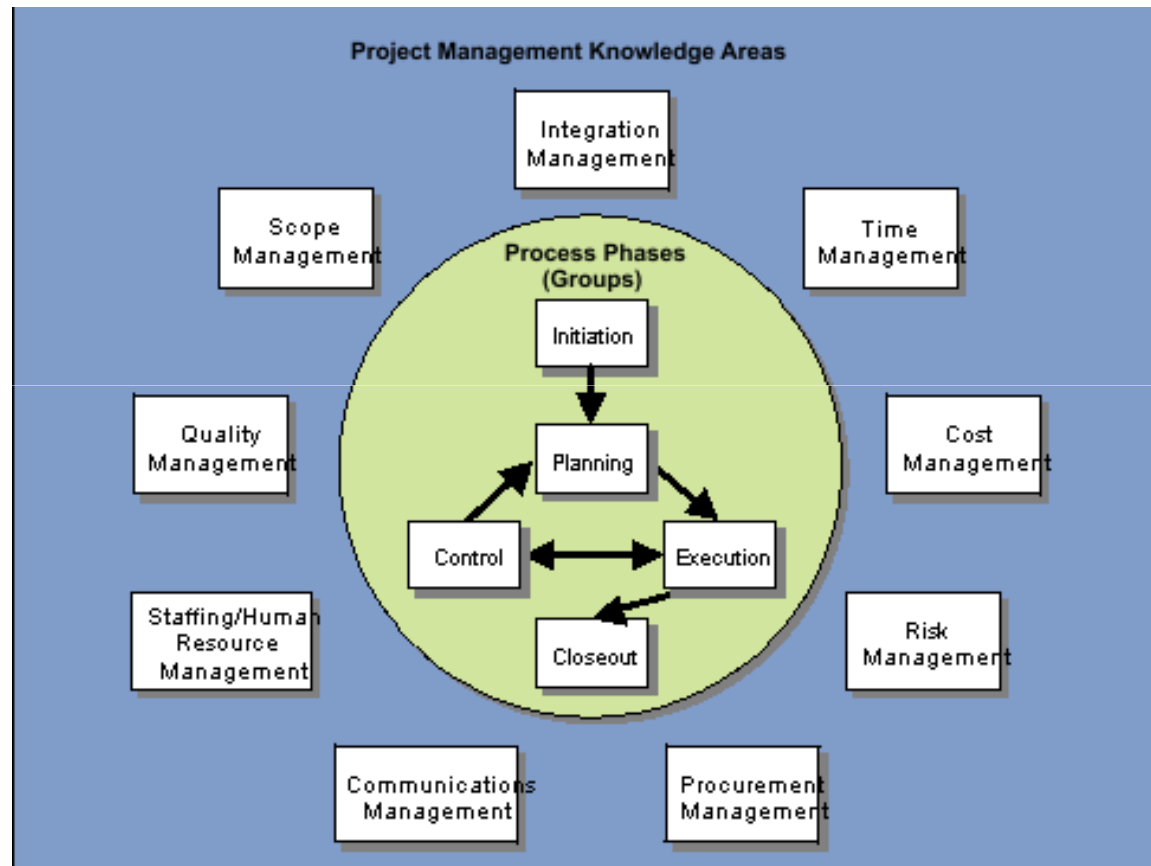 Project Management Knowledge Areas
Integration
Management
Scope
Management
Time
Management
Process Phases
(Groups)
Initiation
Quality
Management
Planning
Cost
Management
Control
Execution
Staffing/Human
Resource
Management
Closeout
Risk
Management
Communications
Management
Procurement
Management